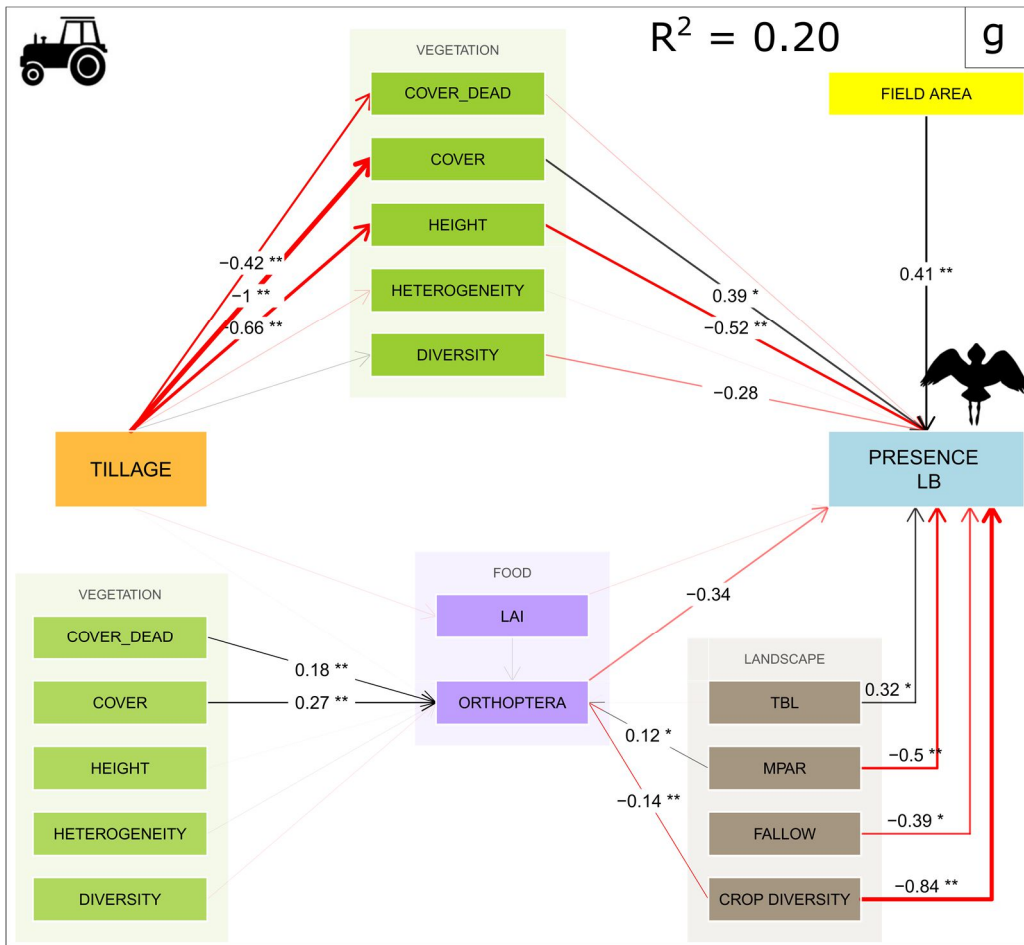 R² = 0.20
g
VEGETATION
COVER_DEAD
COVER
HEIGHT
HETEROGENEITY
DIVERSITY
FIELD AREA
−0.42 **
−1 **
−0.66 **
0.39 *
−0.52 **
−0.28
0.41 **
TILLAGE
PRESENCE
LB
VEGETATION
COVER_DEAD
COVER
HEIGHT
HETEROGENEITY
DIVERSITY
0.18 **
0.27 **
FOOD
LAI
ORTHOPTERA
−0.34
0.12 *
−0.14 **
LANDSCAPE
TBL
MPAR
FALLOW
CROP DIVERSITY
0.32 *
−0.5 **
−0.39 *
−0.84 **